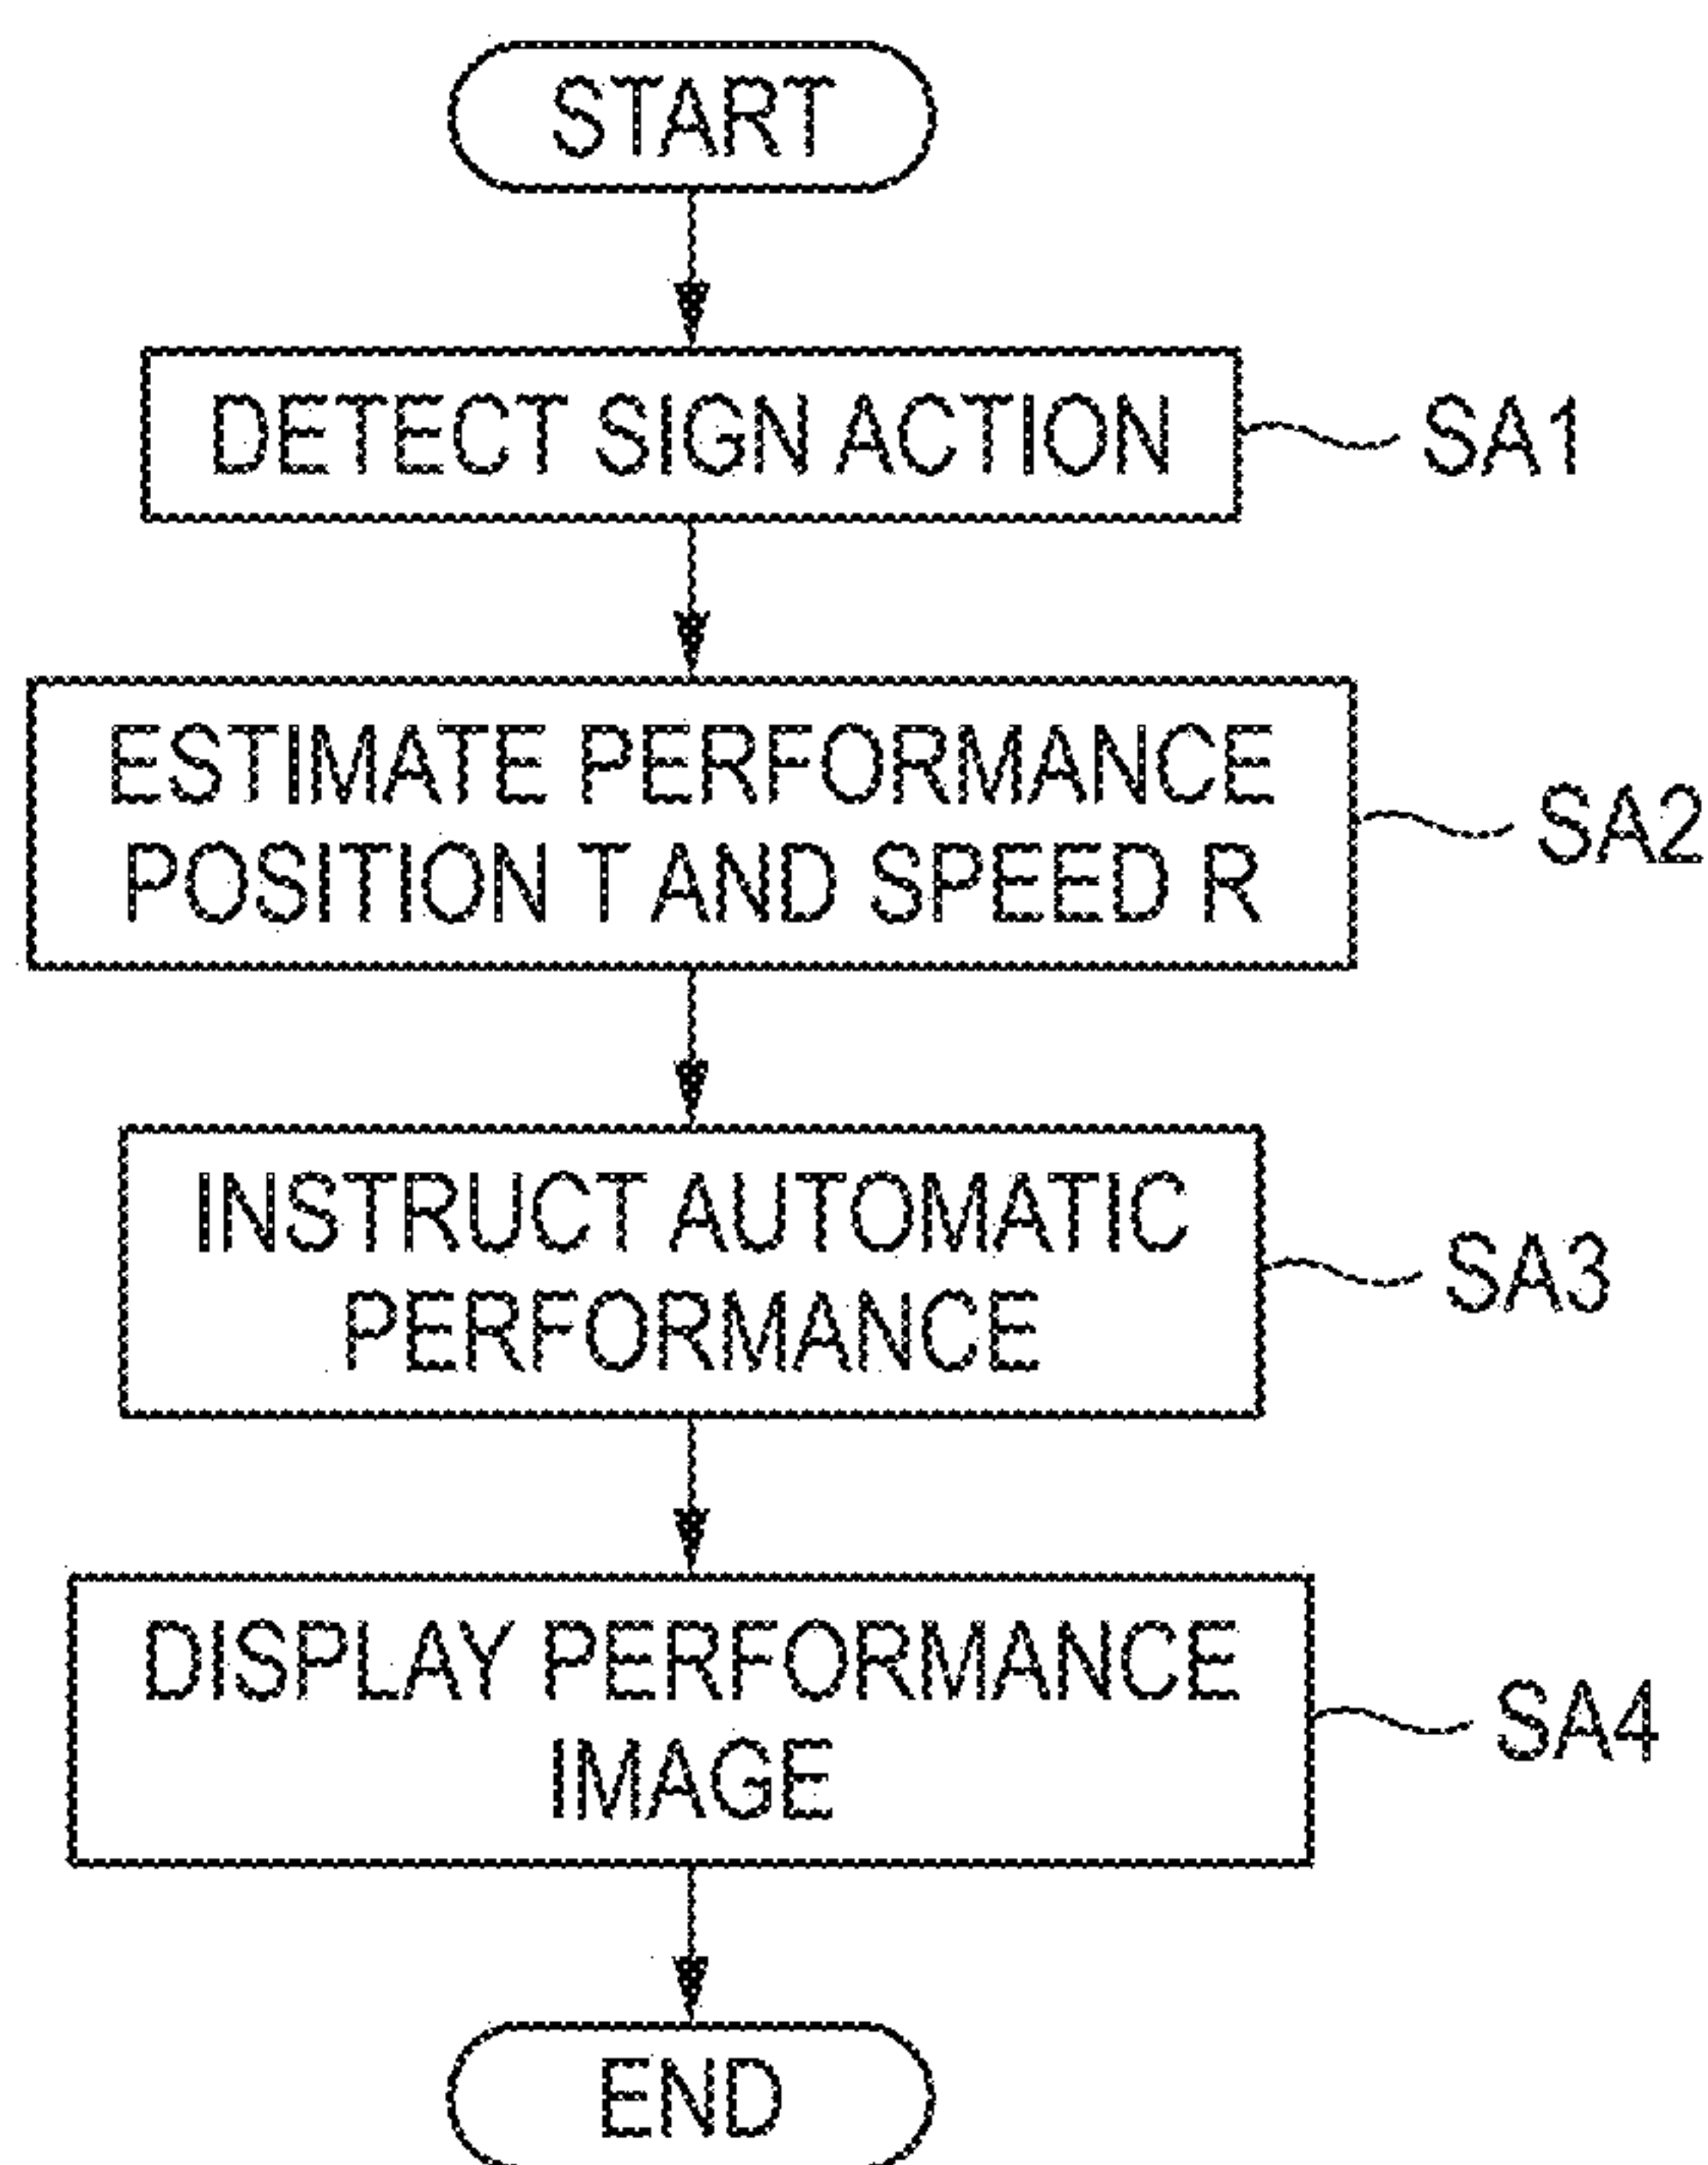 START
DETECT SIGN ACTION
SA1
ESTIMATE PERFORMANCE
POSITION T AND SPEED R
SA2
INSTRUCT AUTOMATIC
PERFORMANCE
SA3
DISPLAY PERFORMANCE
IMAGE
SA4
END